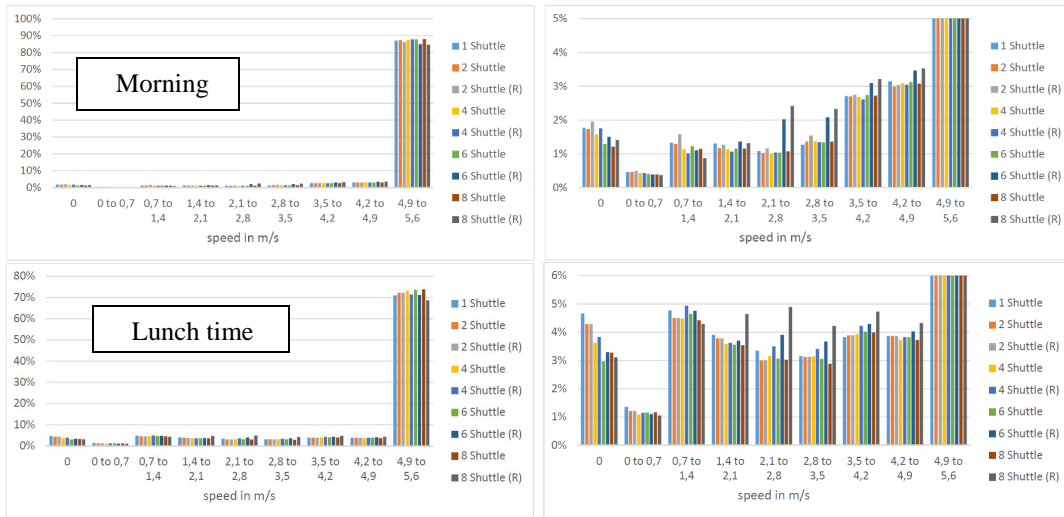 100%
90%
80%
70%
60%
50%
40%
30%
20%
10%
0%
Morning
0
0 to 0,7
0,7 to
1,4
1,4 to
2,1
2,1 to
2,8
2,8 to
3,5
3,5 to
4,2
4,2 to
4,9
4,9 to
5,6
speed in m/s
1 Shuttle
2 Shuttle
2 Shuttle (R)
4 Shuttle
4 Shuttle (R)
6 Shuttle
6 Shuttle (R)
8 Shuttle
8 Shuttle (R)
5%
4%
3%
2%
1%
0%
0
0 to 0,7
0,7 to
1,4
1,4 to
2,1
2,1 to
2,8
2,8 to
3,5
3,5 to
4,2
4,2 to
4,9
4,9 to
5,6
speed in m/s
1 Shuttle
2 Shuttle
2 Shuttle (R)
4 Shuttle
4 Shuttle (R)
6 Shuttle
6 Shuttle (R)
8 Shuttle
8 Shuttle (R)
80%
70%
60%
50%
40%
30%
20%
10%
0%
Lunch time
0
0 to 0,7
0,7 to
1,4
1,4 to
2,1
2,1 to
2,8
2,8 to
3,5
3,5 to
4,2
4,2 to
4,9
4,9 to
5,6
speed in m/s
1 Shuttle
2 Shuttle
2 Shuttle (R)
4 Shuttle
4 Shuttle (R)
6 Shuttle
6 Shuttle (R)
8 Shuttle
8 Shuttle (R)
6%
5%
4%
3%
2%
1%
0%
0
0 to 0,7
0,7 to
1,4
1,4 to
2,1
2,1 to
2,8
2,8 to
3,5
3,5 to
4,2
4,2 to
4,9
4,9 to
5,6
speed in m/s
1 Shuttle
2 Shuttle
2 Shuttle (R)
4 Shuttle
4 Shuttle (R)
6 Shuttle
6 Shuttle (R)
8 Shuttle
8 Shuttle (R)